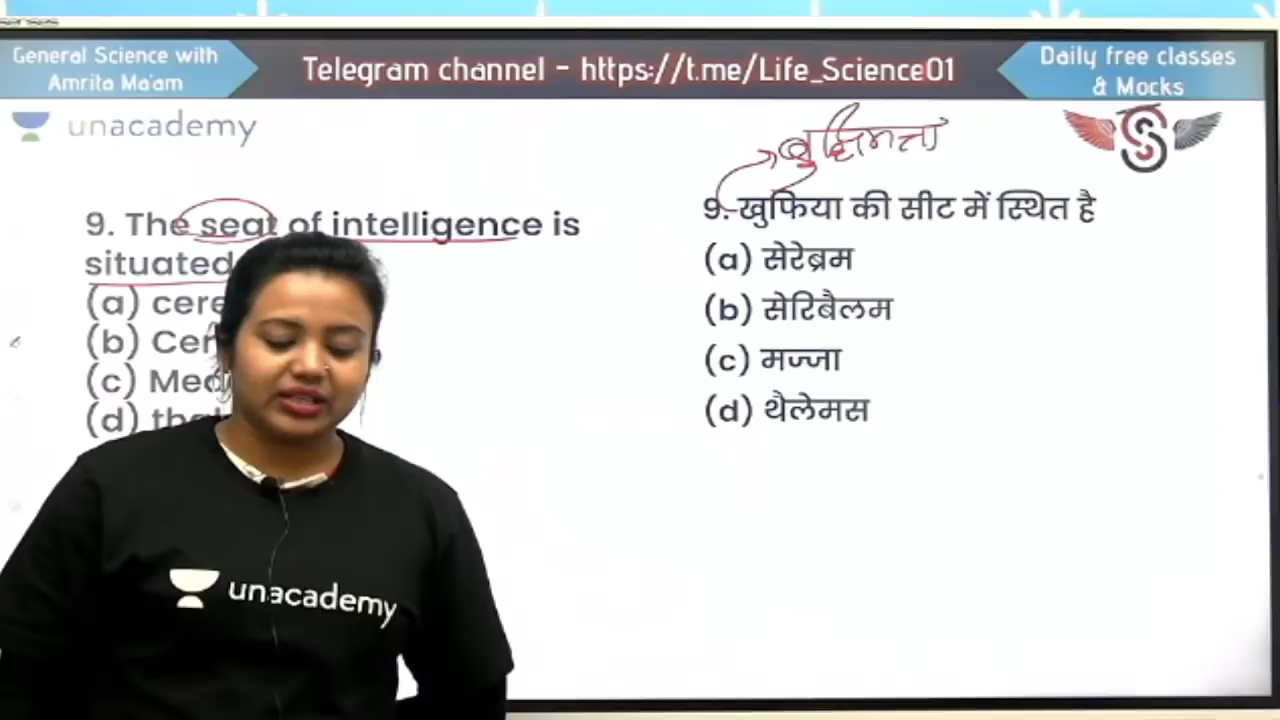 General Science with
Amrita Ma'am
Telegram channel - https://t.me/Life_Science01
Daily free classes
& Mocks
unacademy
बुद्धिमत्ता
9. The seat of intelligence is
situated
(a) cere
(b) Cer
(c) Med
(d) thal
9. खुफिया की सीट में स्थित है
(a) सेरेब्रम
(b) सेरिबैलम
(c) मज्जा
(d) थैलेमस
unacademy